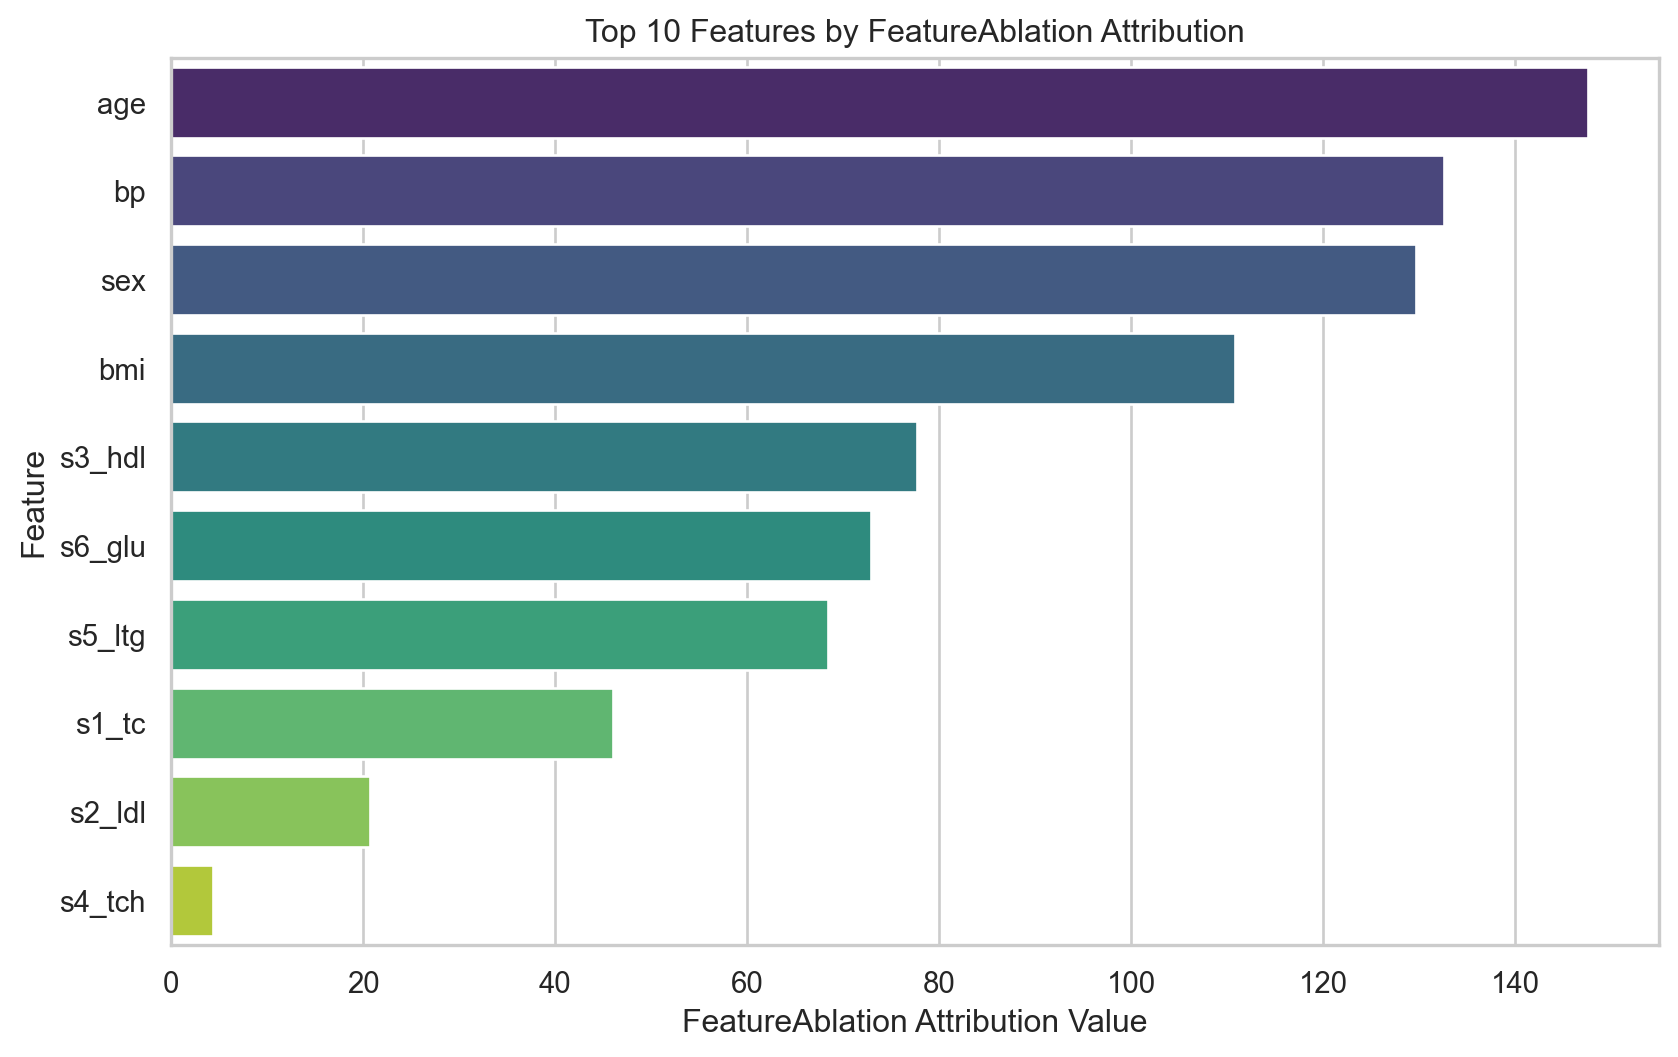 Top 10 Features by FeatureAblation Attribution
age
bp
sex
bmi
s3_hdl
s6_glu
s5_ltg
s1_tc
s2_ldl
s4_tch
Feature
0 20 40 60 80 100 120 140
FeatureAblation Attribution Value